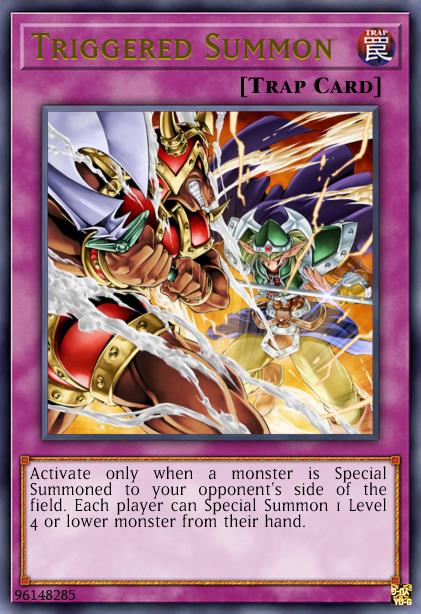 Triggered Summon
TRAP
罠
[Trap Card]
Activate only when a monster is Special
Summoned to your opponent's side of the
field. Each player can Special Summon 1 Level
4 or lower monster from their hand.
96148285